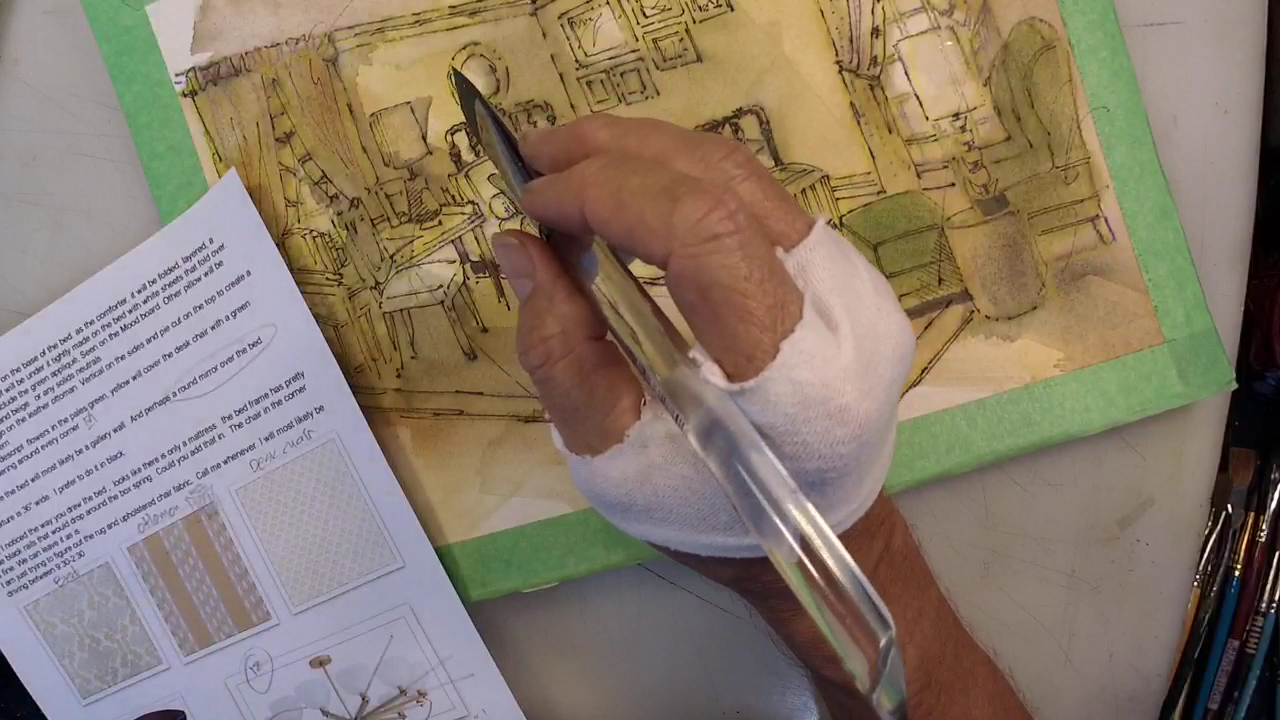 on the base of the bed, as the comforter. it will be folded, layered, a
will be under it tightly made on the bed with white sheets that fold over.
clude the green appliqué. Seen on the Mood board. Other pillow will be
and beige. or any solids neutrals
go on the leather ottoman. Vertical on the sides and pie cut on the top to create a
ern
descript flowers in the pales green, yellow will cover the desk chair with a green
ering around every corner
e the bed will most likely be a gallery wall. And perhaps a round mirror over the bed
em. I prefer to do it in black
xture is 36" wide.
I noticed the way you drew the bed, looks like there is only a mattress. the bed frame has pretty
e black rails that would drop around the box spring. Could you add that in. The chair in the corner
fine. We can leave it as is
I am just trying to figure out the rug and upholstered chair fabric. Call me whenever. I will most likely be
driving between 9:30-2:30
Bed
ottoman
Desk chair